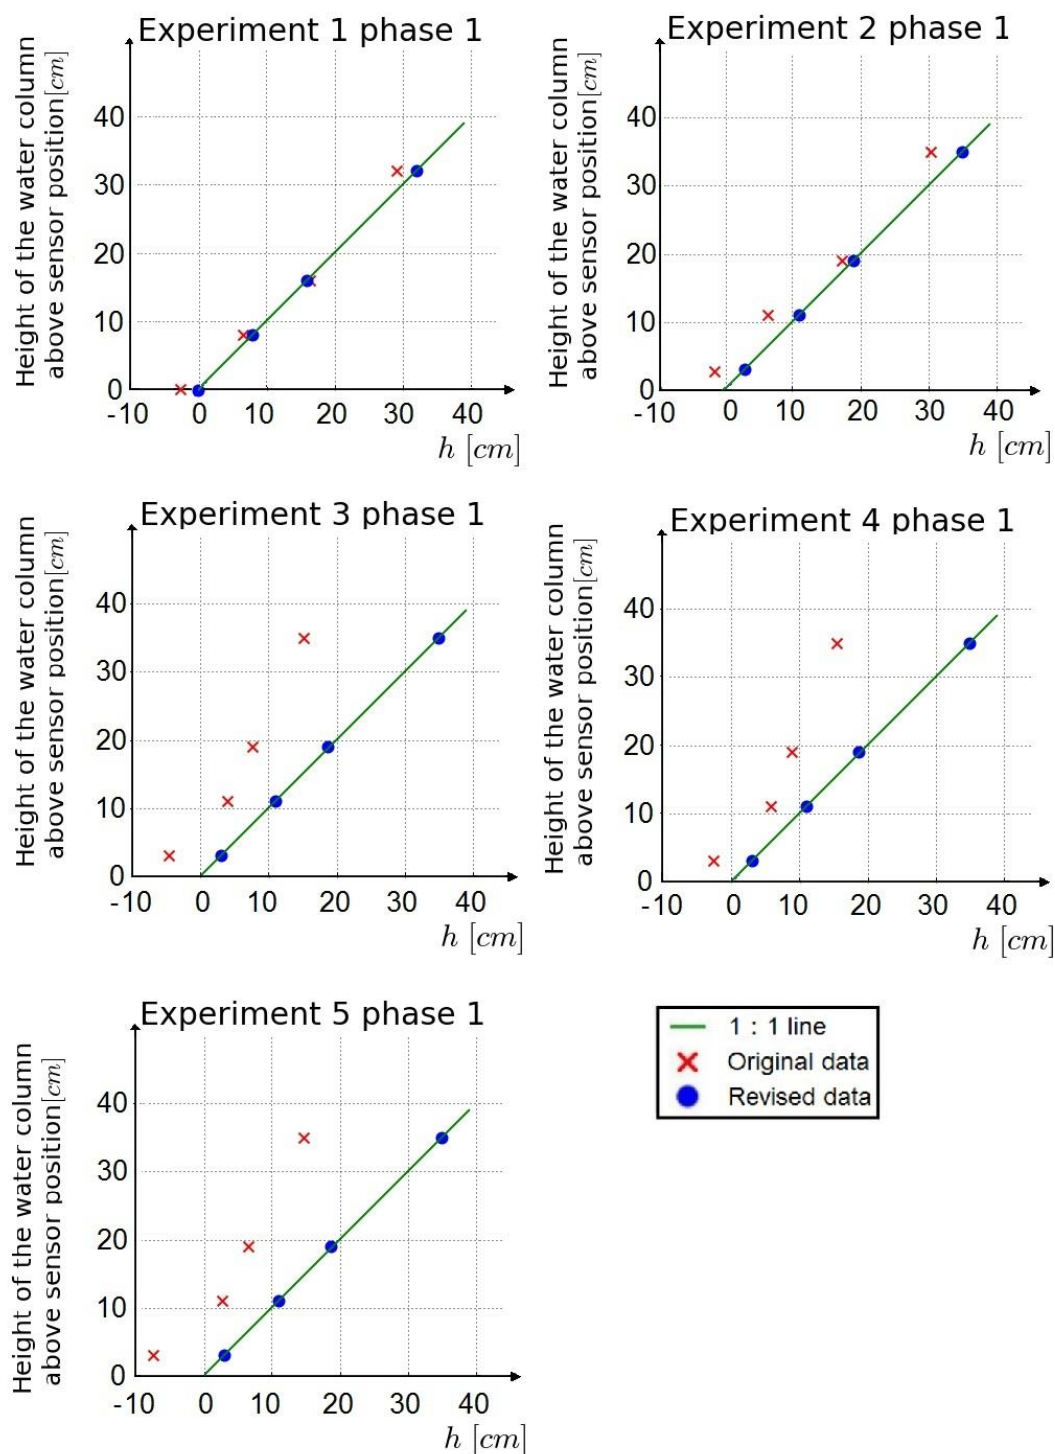 Experiment 1 phase 1
Height of the water column
above sensor position[cm]
40
30
20
10
0
-10 0 10 20 30 40
h [cm]
Experiment 2 phase 1
Height of the water column
above sensor position[cm]
40
30
20
10
0
-10 0 10 20 30 40
h [cm]
Experiment 3 phase 1
Height of the water column
above sensor position[cm]
40
30
20
10
0
-10 0 10 20 30 40
h [cm]
Experiment 4 phase 1
Height of the water column
above sensor position[cm]
40
30
20
10
0
-10 0 10 20 30 40
h [cm]
Experiment 5 phase 1
Height of the water column
above sensor position[cm]
40
30
20
10
0
-10 0 10 20 30 40
h [cm]
1 : 1 line
Original data
Revised data